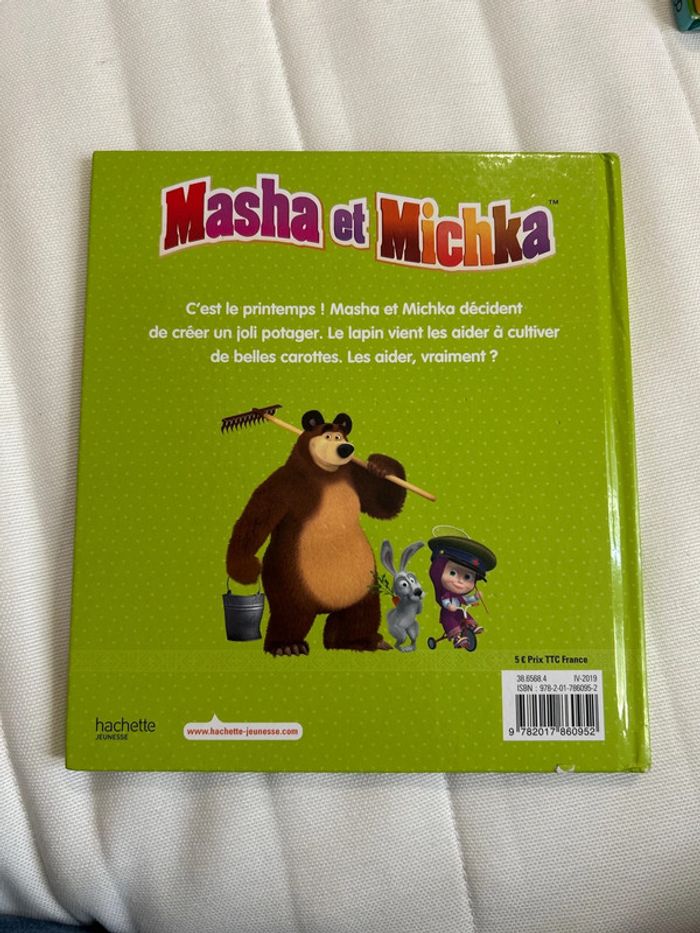 Masha et Michka™
C'est le printemps ! Masha et Michka décident
de créer un joli potager. Le lapin vient les aider à cultiver
de belles carottes. Les aider, vraiment ?
5 € Prix TTC France
38.6568.4 IV-2019
ISBN : 978-2-01-786095-2
9 782017 860952
hachette
JEUNESSE
www.hachette-jeunesse.com